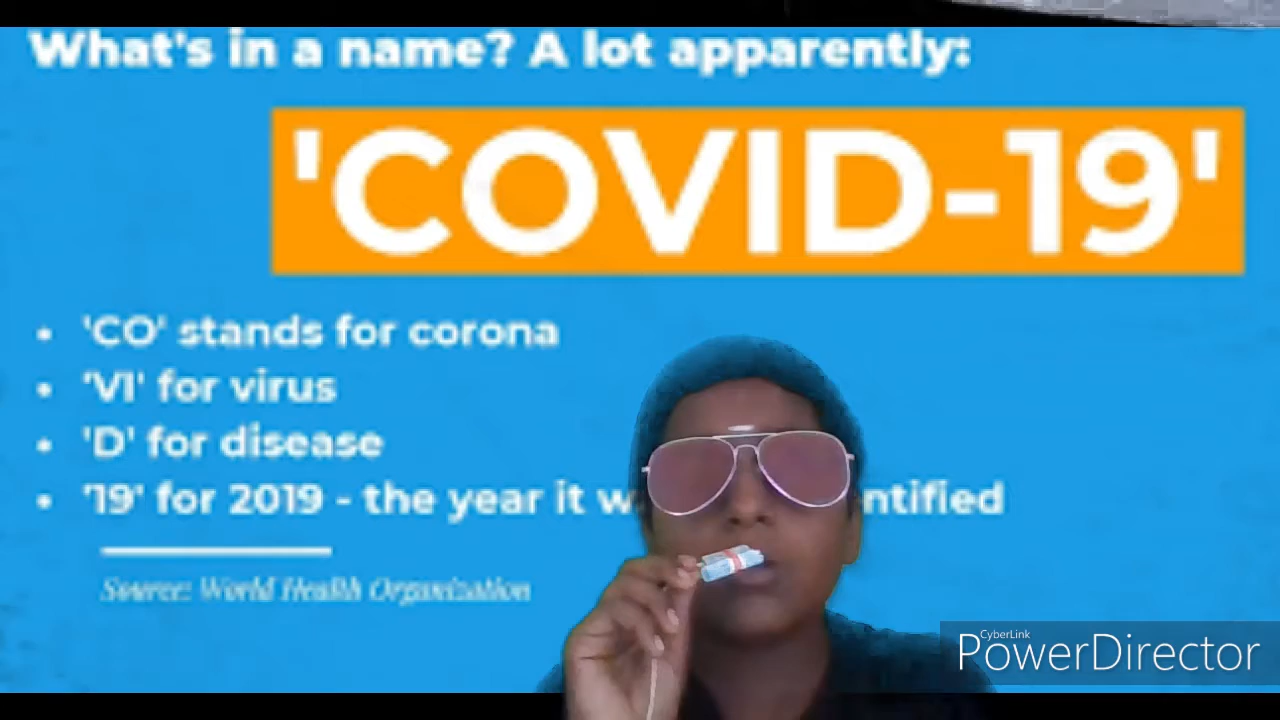 What's in a name? A lot apparently:
'COVID-19'
• 'CO' stands for corona
• 'VI' for virus
• 'D' for disease
• '19' for 2019 - the year it
Source: World Health Organization
CyberLink
PowerDirector